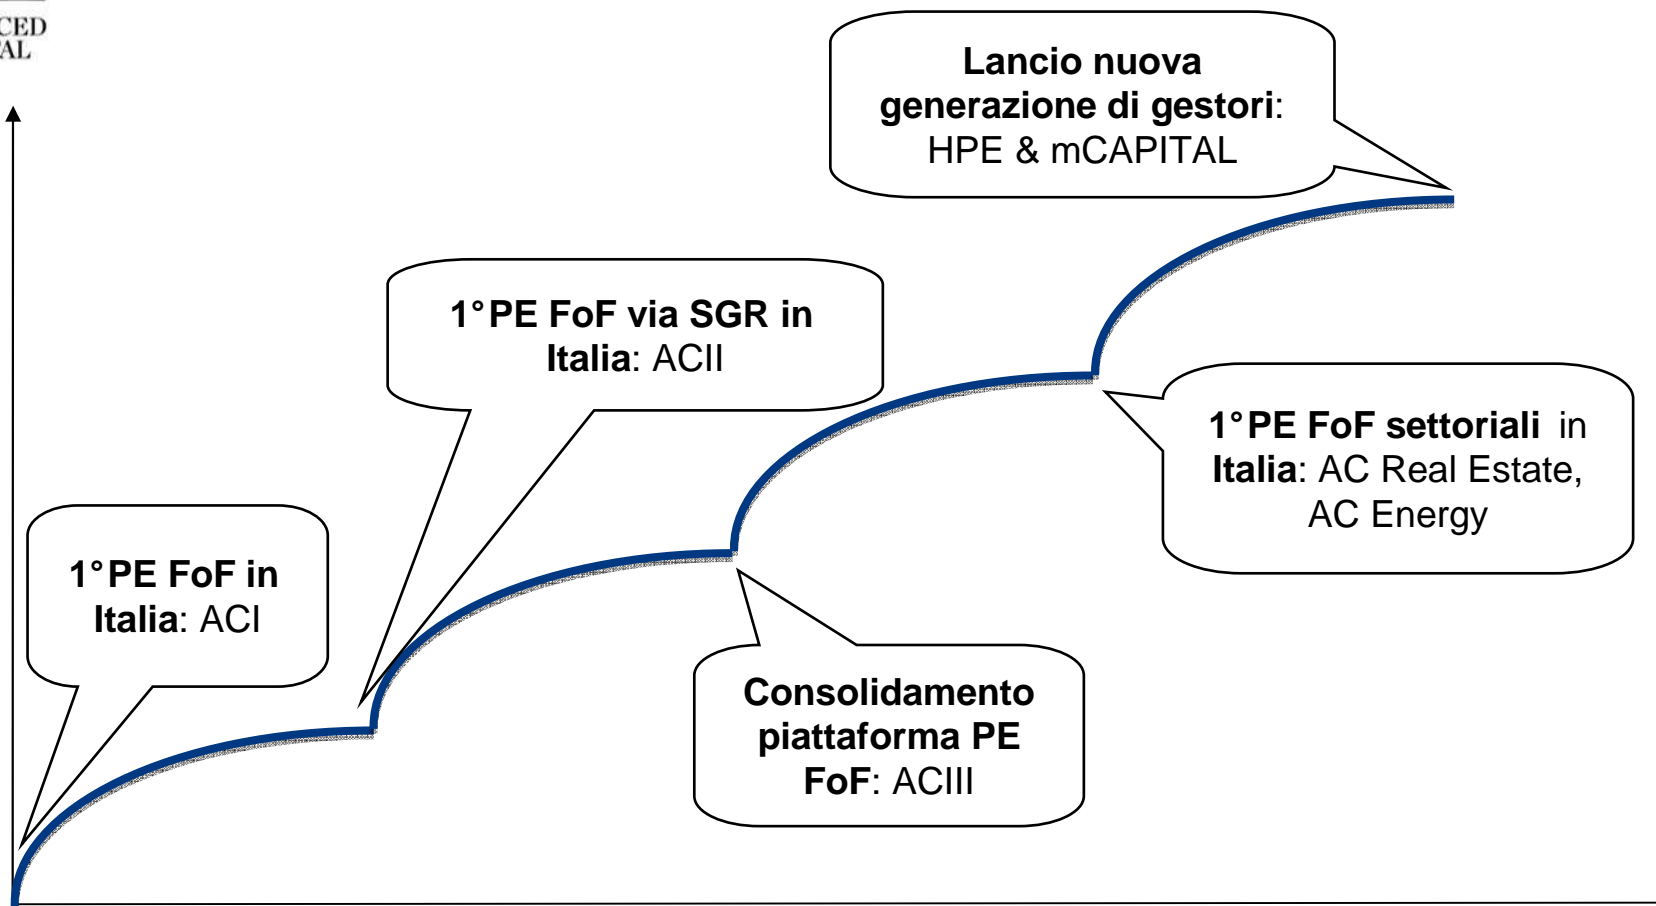 CED
TAL
Lancio nuova
generazione di gestori:
HPE & mCAPITAL
1° PE FoF via SGR in
Italia: ACII
1° PE FoF settoriali in
Italia: AC Real Estate,
AC Energy
1° PE FoF in
Italia: ACI
Consolidamento
piattaforma PE
FoF: ACIII